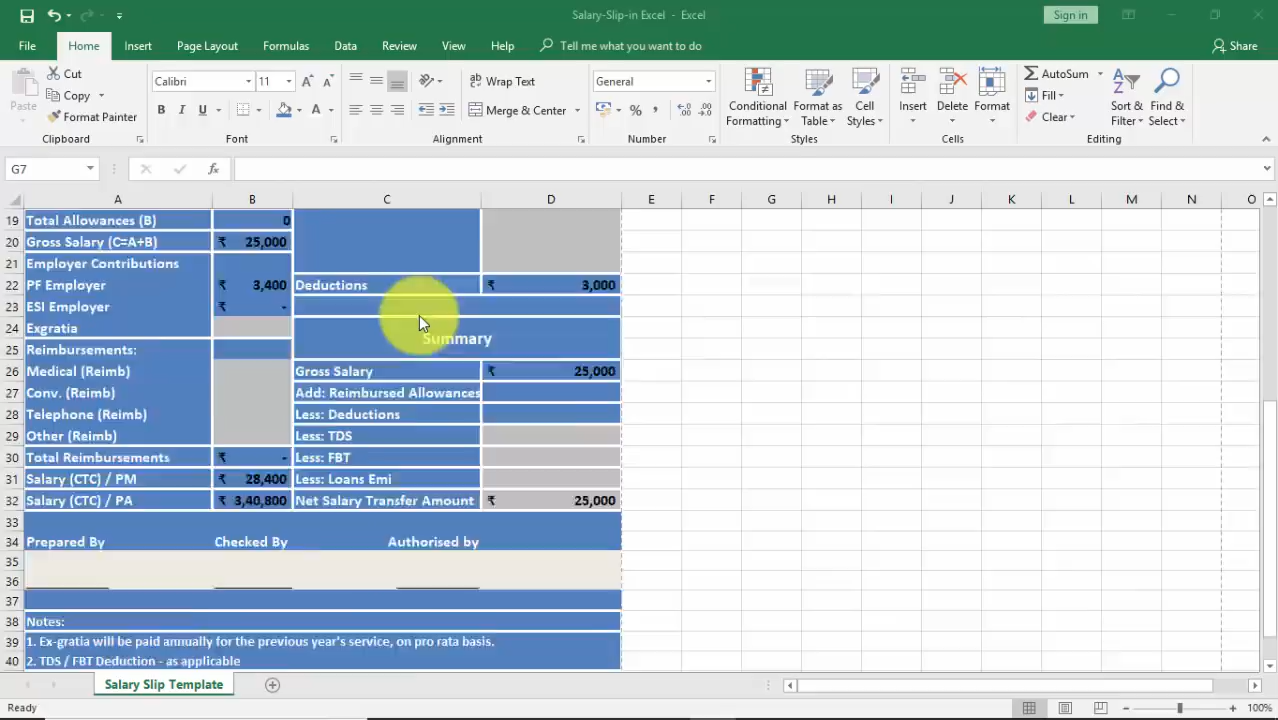 Salary-Slip-in Excel - Excel
Sign in
File Home Insert Page Layout Formulas Data Review View Help Tell me what you want to do Share
Paste
Cut
Copy
Format Painter
Clipboard
Calibri 11
B I U
Font
Wrap Text
Merge & Center
Alignment
General
Number
Conditional Formatting
Format as Table
Cell Styles
Styles
Insert
Delete
Format
Cells
AutoSum
Fill
Clear
Sort & Filter
Find & Select
Editing
G7
fx
A B C D E F G H I J K L M N O
19 Total Allowances (B) 0
20 Gross Salary (C=A+B) ₹ 25,000
21 Employer Contributions
22 PF Employer ₹ 3,400 Deductions ₹ 3,000
23 ESI Employer ₹ -
24 Exgratia
Summary
25 Reimbursements:
26 Medical (Reimb) Gross Salary ₹ 25,000
27 Conv. (Reimb) Add: Reimbursed Allowances
28 Telephone (Reimb) Less: Deductions
29 Other (Reimb) Less: TDS
30 Total Reimbursements ₹ - Less: FBT
31 Salary (CTC) / PM ₹ 28,400 Less: Loans Emi
32 Salary (CTC) / PA ₹ 3,40,800 Net Salary Transfer Amount ₹ 25,000
33
34 Prepared By Checked By Authorised by
35
36
37
38 Notes:
39 1. Ex-gratia will be paid annually for the previous year's service, on pro rata basis.
40 2. TDS / FBT Deduction - as applicable
Salary Slip Template
Ready
100%